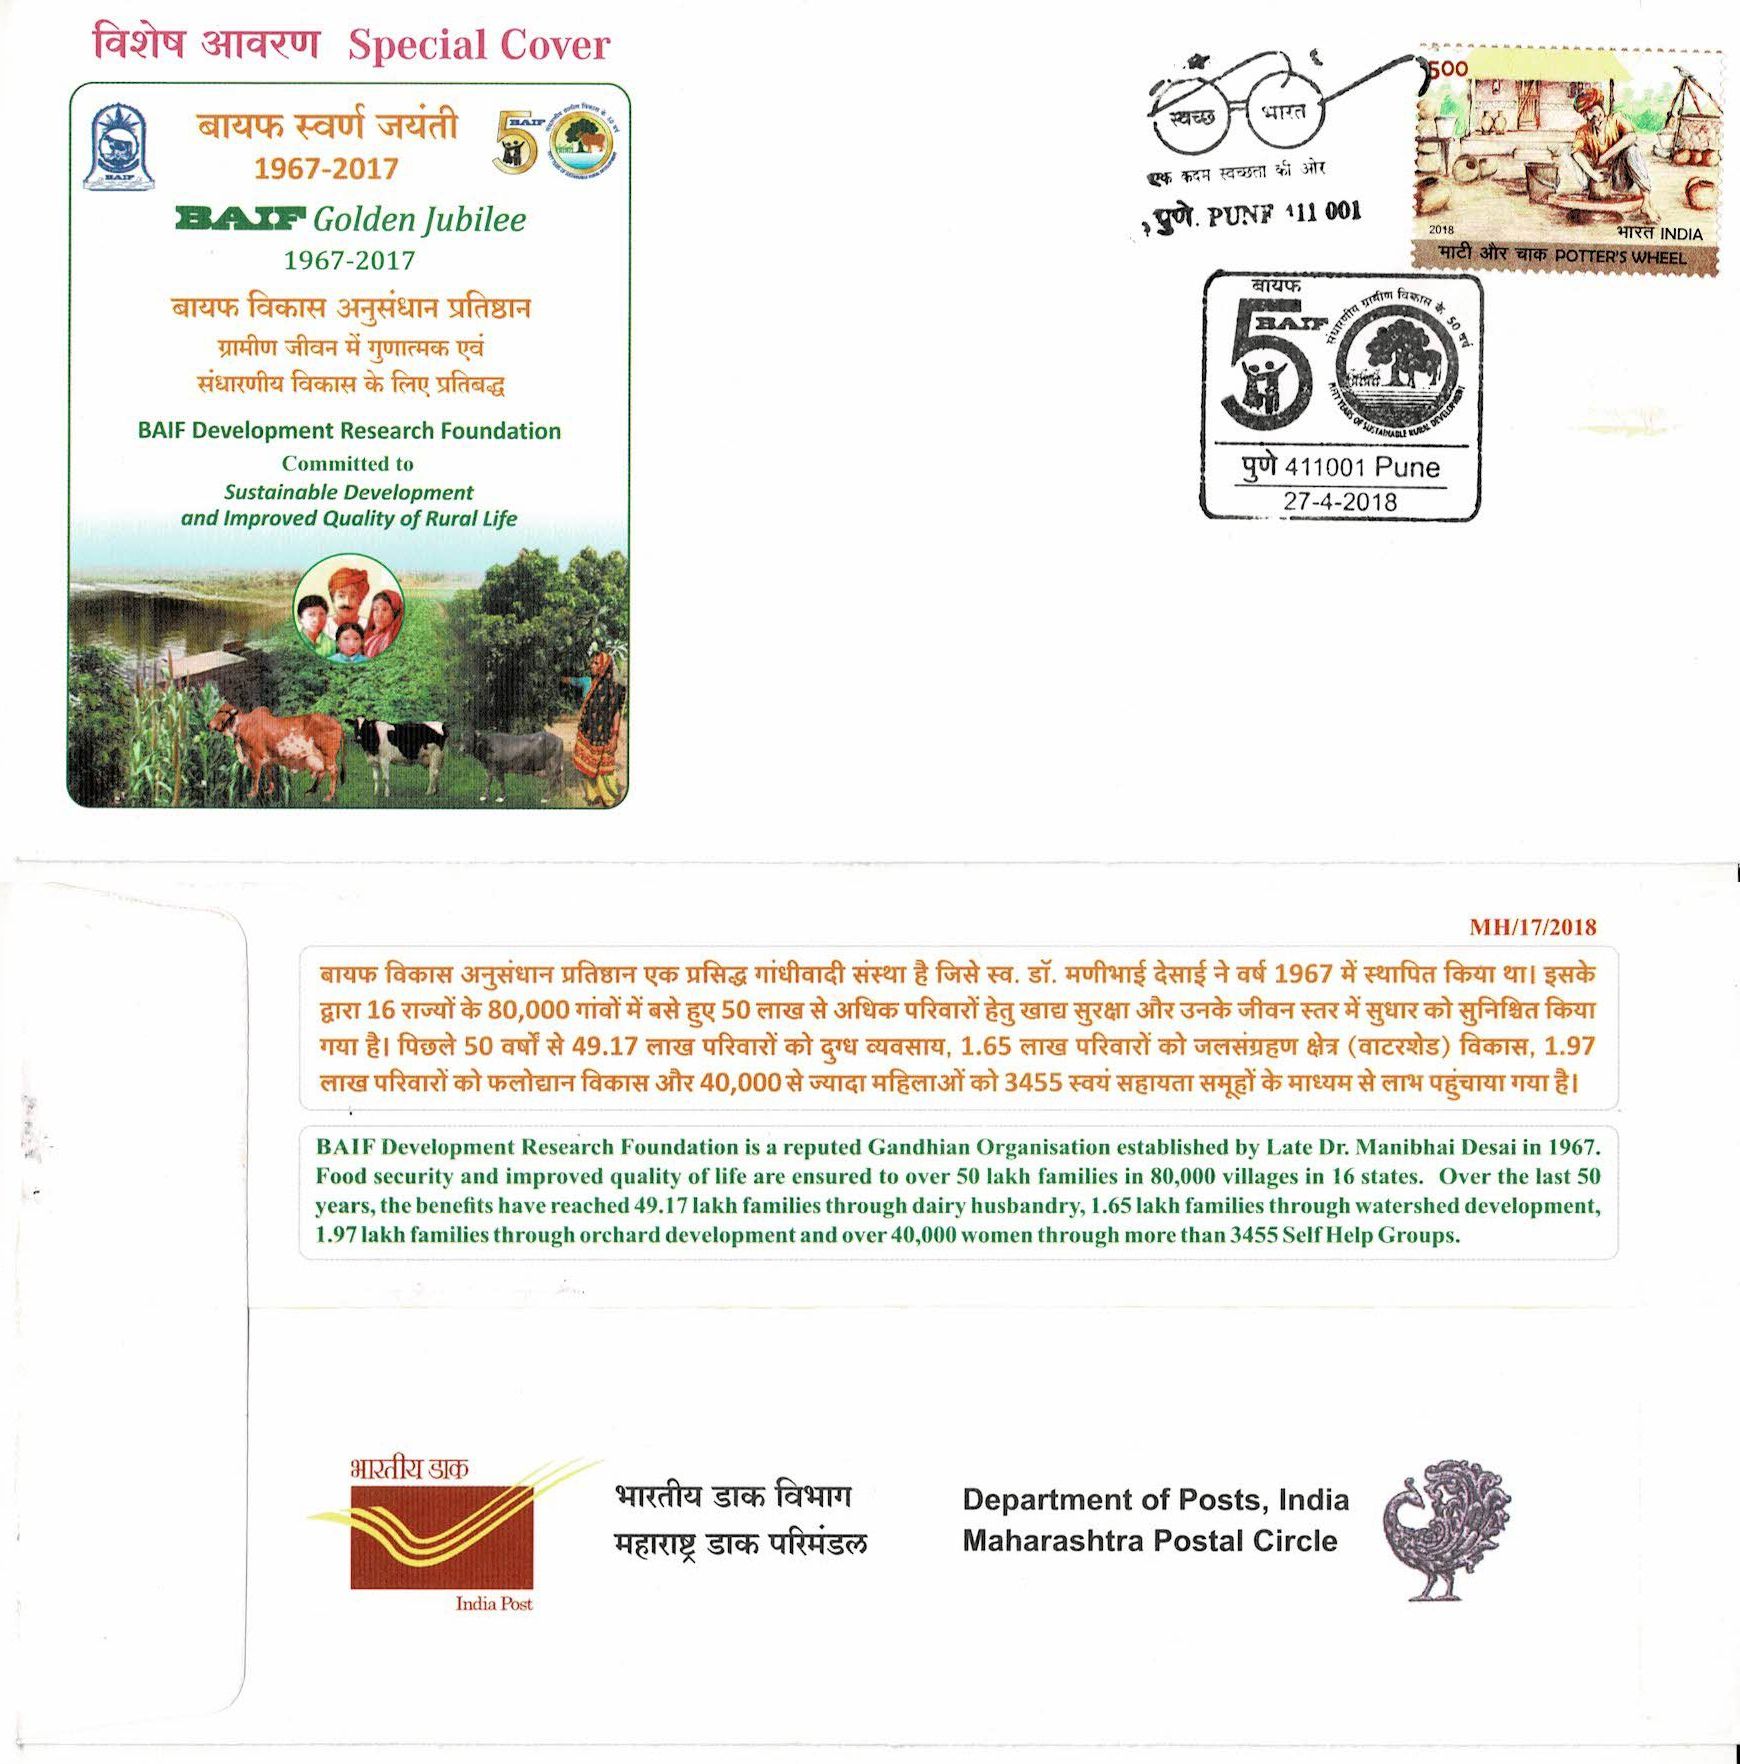 विशेष आवरण Special Cover
बायफ स्वर्ण जयंती
1967-2017
BAIF Golden Jubilee
1967-2017
बायफ विकास अनुसंधान प्रतिष्ठान
ग्रामीण जीवन में गुणात्मक एवं
संधारणीय विकास के लिए प्रतिबद्ध
BAIF Development Research Foundation
Committed to
Sustainable Development
and Improved Quality of Rural Life
BAIF
BAIF
स्वच्छ भारत
एक कदम स्वच्छता की ओर
पुणे. PUNE 411 001
500
2018
भारत INDIA
माटी और चाक POTTER'S WHEEL
बायफ
50
BAIF
संधारणीय ग्रामीण विकास के 50 वर्ष
FIFTY YEARS OF SUSTAINABLE RURAL DEVELOPMENT
पुणे 411001 Pune
27-4-2018
MH/17/2018
बायफ विकास अनुसंधान प्रतिष्ठान एक प्रसिद्ध गांधीवादी संस्था है जिसे स्व. डॉ. मणीभाई देसाई ने वर्ष 1967 में स्थापित किया था। इसके
द्वारा 16 राज्यों के 80,000 गांवों में बसे हुए 50 लाख से अधिक परिवारों हेतु खाद्य सुरक्षा और उनके जीवन स्तर में सुधार को सुनिश्चित किया
गया है। पिछले 50 वर्षों से 49.17 लाख परिवारों को दुग्ध व्यवसाय, 1.65 लाख परिवारों को जलसंग्रहण क्षेत्र (वाटरशेड) विकास, 1.97
लाख परिवारों को फलोद्यान विकास और 40,000 से ज्यादा महिलाओं को 3455 स्वयं सहायता समूहों के माध्यम से लाभ पहुंचाया गया है।
BAIF Development Research Foundation is a reputed Gandhian Organisation established by Late Dr. Manibhai Desai in 1967.
Food security and improved quality of life are ensured to over 50 lakh families in 80,000 villages in 16 states. Over the last 50
years, the benefits have reached 49.17 lakh families through dairy husbandry, 1.65 lakh families through watershed development,
1.97 lakh families through orchard development and over 40,000 women through more than 3455 Self Help Groups.
भारतीय डाक
India Post
भारतीय डाक विभाग
महाराष्ट्र डाक परिमंडल
Department of Posts, India
Maharashtra Postal Circle